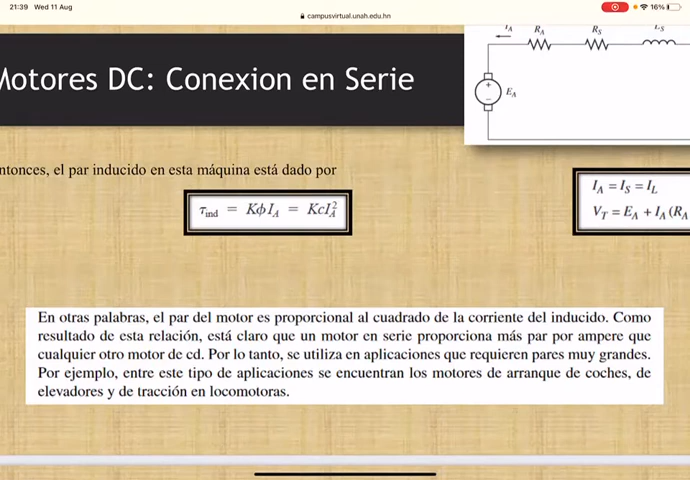 21:39 Wed 11 Aug
campusvirtual.unah.edu.hn
16%
I_A R_A R_S L_S
Motores DC: Conexion en Serie
+
E_A
−
ntonces, el par inducido en esta máquina está dado por
τ_ind = KϕI_A = KcI_A^2
I_A = I_S = I_L
V_T = E_A + I_A (R_A
En otras palabras, el par del motor es proporcional al cuadrado de la corriente del inducido. Como
resultado de esta relación, está claro que un motor en serie proporciona más par por ampere que
cualquier otro motor de cd. Por lo tanto, se utiliza en aplicaciones que requieren pares muy grandes.
Por ejemplo, entre este tipo de aplicaciones se encuentran los motores de arranque de coches, de
elevadores y de tracción en locomotoras.